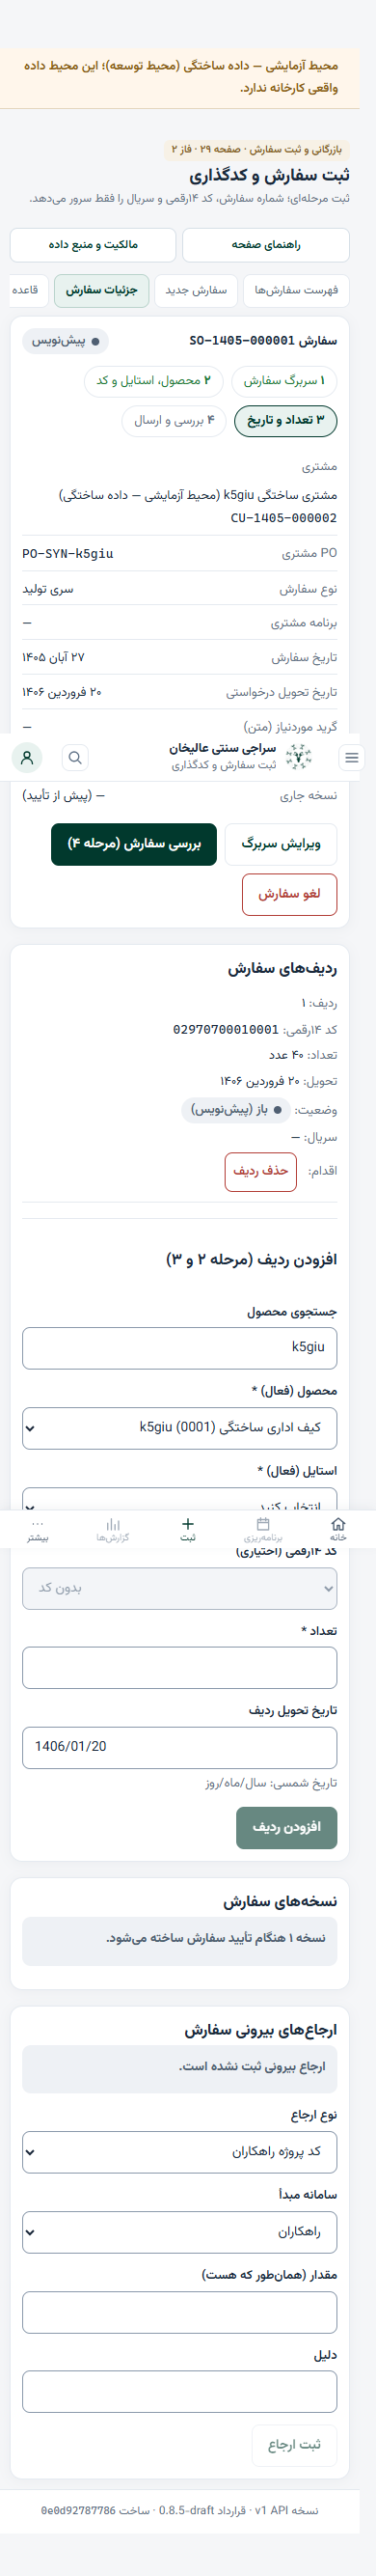 محیط آزمایشی — داده ساختگی (محیط توسعه)؛ این محیط داده
واقعی کارخانه ندارد.
بازرگانی و ثبت سفارش · صفحه ۲۹ · فاز ۲
ثبت سفارش و کدگذاری
ثبت مرحله‌ای؛ شماره سفارش، کد ۱۴رقمی و سریال را فقط سرور می‌دهد.
راهنمای صفحه
مالکیت و منبع داده
فهرست سفارش‌ها
سفارش جدید
جزئیات سفارش
قاعده
سفارش SO-1405-000001
پیش‌نویس
۱ سربرگ سفارش
۲ محصول، استایل و کد
۳ تعداد و تاریخ
۴ بررسی و ارسال
مشتری
مشتری ساختگی k5giu (محیط آزمایشی — داده ساختگی)
CU-1405-000002
PO مشتری
PO-SYN-k5giu
نوع سفارش
سری تولید
برنامه مشتری
—
تاریخ سفارش
۲۷ آبان ۱۴۰۵
تاریخ تحویل درخواستی
۲۰ فروردین ۱۴۰۶
گرید موردنیاز (متن)
—
سراجی سنتی عالیخان
ثبت سفارش و کدگذاری
نسخه جاری
— (پیش از تأیید)
ویرایش سربرگ
بررسی سفارش (مرحله ۴)
لغو سفارش
ردیف‌های سفارش
ردیف: ۱
کد ۱۴رقمی: 02970700010001
تعداد: ۴۰ عدد
تحویل: ۲۰ فروردین ۱۴۰۶
وضعیت: باز (پیش‌نویس)
سریال: —
اقدام: حذف ردیف
افزودن ردیف (مرحله ۲ و ۳)
جستجوی محصول
k5giu
محصول (فعال) *
کیف اداری ساختگی k5giu (0001)
استایل (فعال) *
انتخاب کنید
خانه
برنامه‌ریزی
ثبت
گزارش‌ها
بیشتر
کد ۱۴رقمی (اختیاری)
بدون کد
تعداد *
تاریخ تحویل ردیف
1406/01/20
تاریخ شمسی: سال/ماه/روز
افزودن ردیف
نسخه‌های سفارش
نسخه ۱ هنگام تأیید سفارش ساخته می‌شود.
ارجاع‌های بیرونی سفارش
ارجاع بیرونی ثبت نشده است.
نوع ارجاع
کد پروژه راهکاران
سامانه مبدأ
راهکاران
مقدار (همان‌طور که هست)
دلیل
ثبت ارجاع
نسخه v1 API · قرارداد 0.8.5-draft · ساخت 0e0d92787786